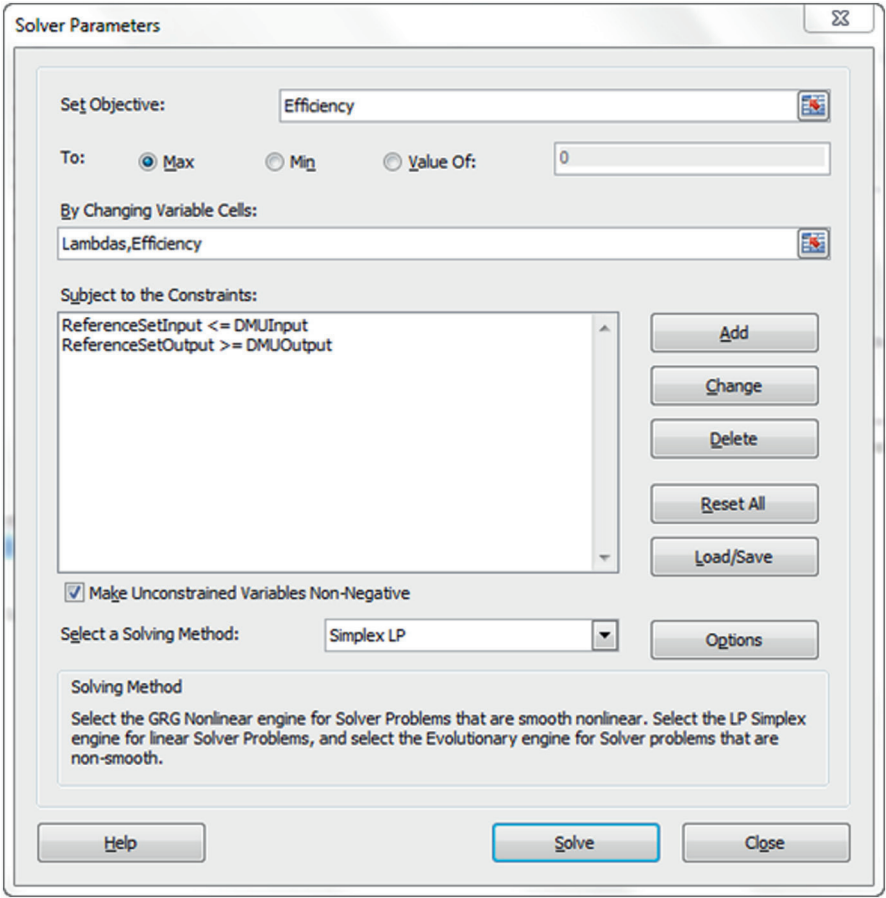 Solver Parameters
Set Objective: Efficiency
To: Max Min Value Of: 0
By Changing Variable Cells:
Lambdas,Efficiency
Subject to the Constraints:
ReferenceSetInput <= DMUInput
ReferenceSetOutput >= DMUOutput
Add
Change
Delete
Reset All
Load/Save
Make Unconstrained Variables Non-Negative
Select a Solving Method: Simplex LP Options
Solving Method
Select the GRG Nonlinear engine for Solver Problems that are smooth nonlinear. Select the LP Simplex
engine for linear Solver Problems, and select the Evolutionary engine for Solver problems that are
non-smooth.
Help Solve Close